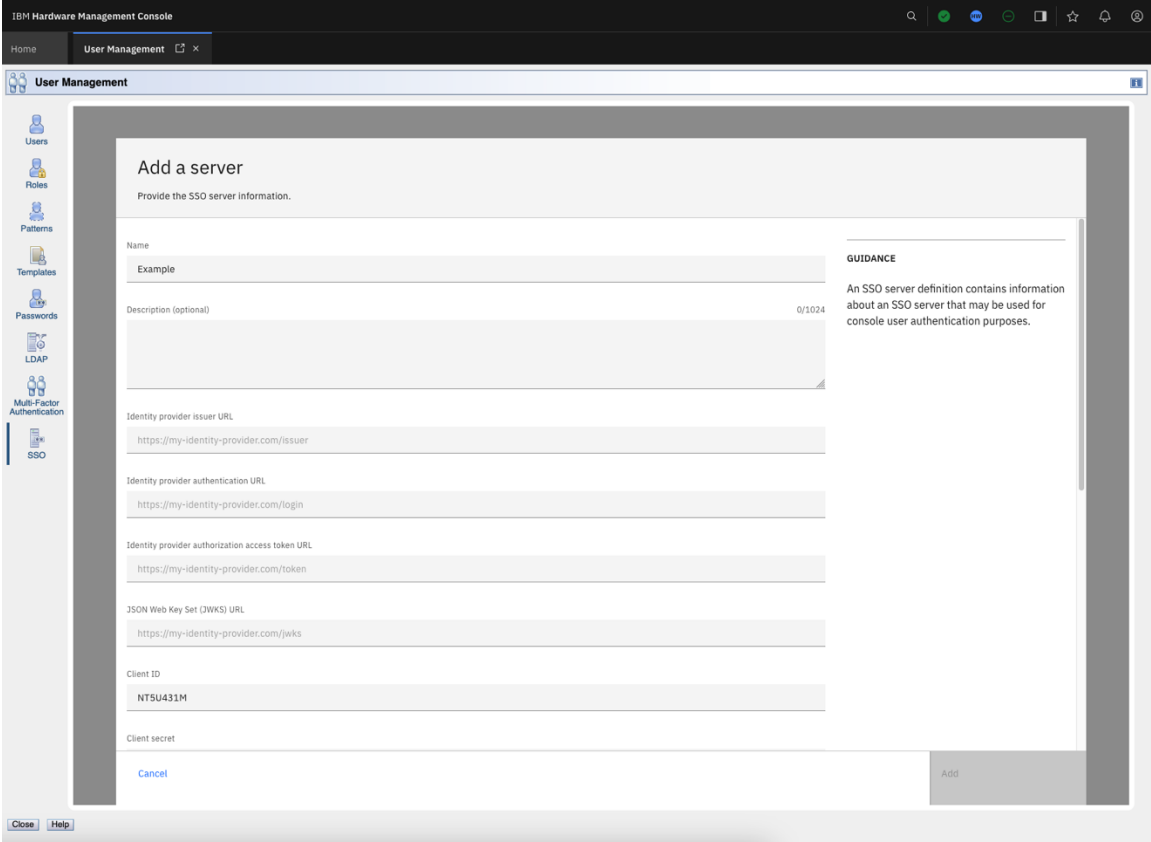 IBM Hardware Management Console
HW
Home
User Management
User Management
Users
Roles
Patterns
Templates
Passwords
LDAP
Multi-Factor
Authentication
SSO
Add a server
Provide the SSO server information.
Name
Example
Description (optional)
0/1024
Identity provider issuer URL
https://my-identity-provider.com/issuer
Identity provider authentication URL
https://my-identity-provider.com/login
Identity provider authorization access token URL
https://my-identity-provider.com/token
JSON Web Key Set (JWKS) URL
https://my-identity-provider.com/jwks
Client ID
NT5U431M
Client secret
GUIDANCE
An SSO server definition contains information
about an SSO server that may be used for
console user authentication purposes.
Cancel
Add
Close
Help